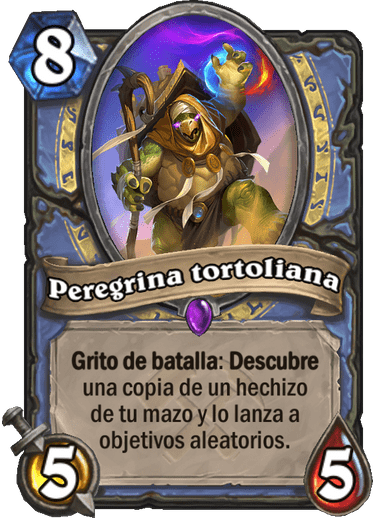 8
Peregrina tortoliana
Grito de batalla: Descubre
una copia de un hechizo
de tu mazo y lo lanza a
objetivos aleatorios.
5
5